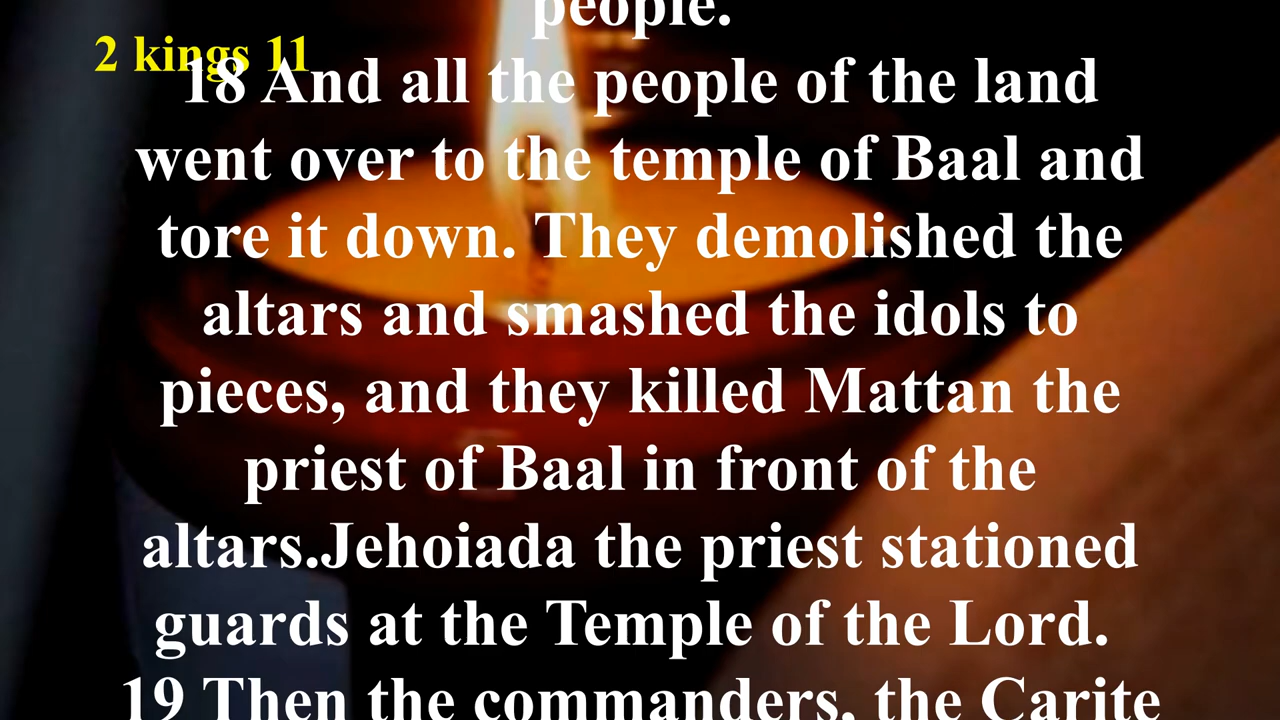 people.
2 kings 11
18 And all the people of the land
went over to the temple of Baal and
tore it down. They demolished the
altars and smashed the idols to
pieces, and they killed Mattan the
priest of Baal in front of the
altars.Jehoiada the priest stationed
guards at the Temple of the Lord.
19 Then the commanders, the Carite